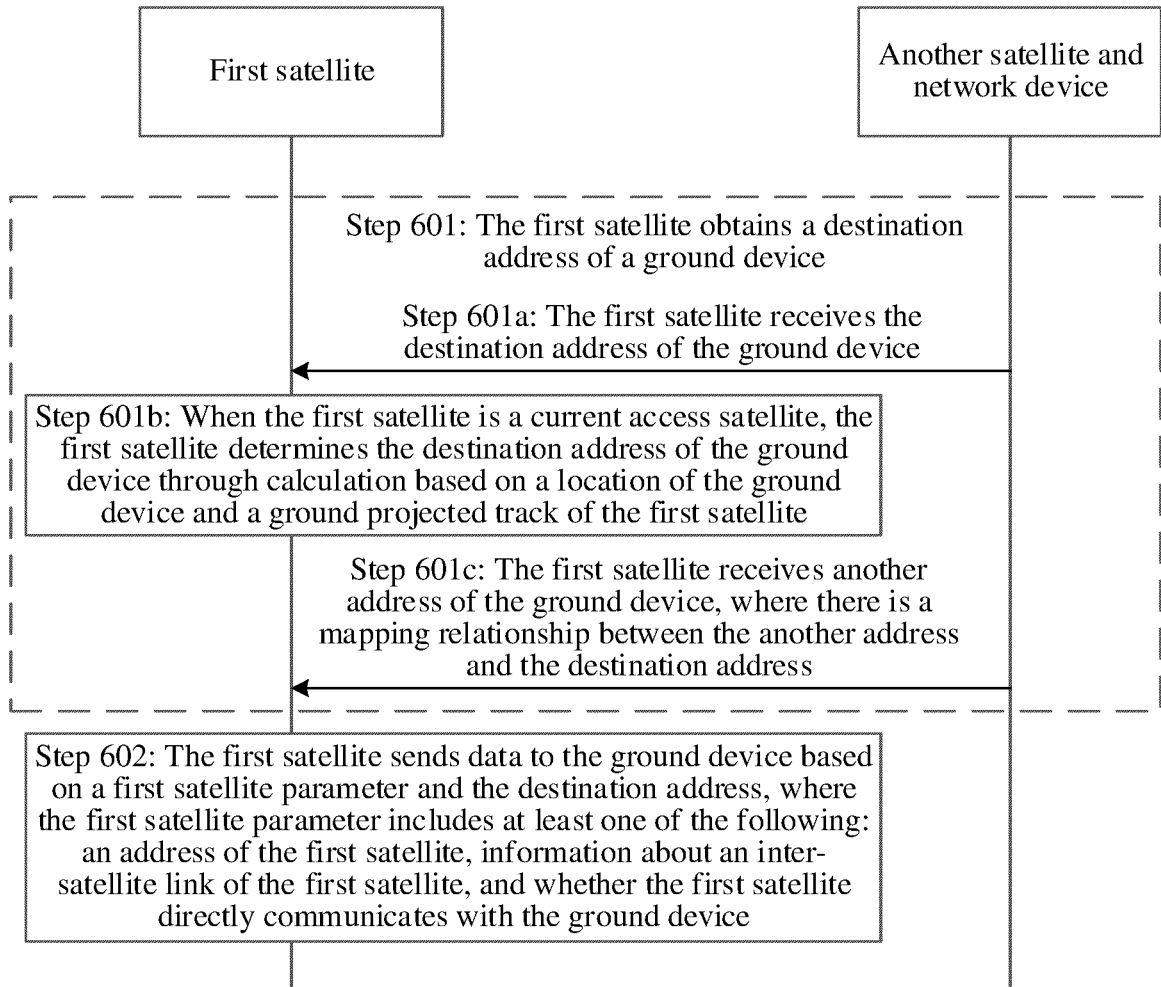 First satellite
Another satellite and
network device
Step 601: The first satellite obtains a destination
address of a ground device
Step 601a: The first satellite receives the
destination address of the ground device
Step 601b: When the first satellite is a current access satellite, the
first satellite determines the destination address of the ground
device through calculation based on a location of the ground
device and a ground projected track of the first satellite
Step 601c: The first satellite receives another
address of the ground device, where there is a
mapping relationship between the another address
and the destination address
Step 602: The first satellite sends data to the ground device based
on a first satellite parameter and the destination address, where
the first satellite parameter includes at least one of the following:
an address of the first satellite, information about an inter-
satellite link of the first satellite, and whether the first satellite
directly communicates with the ground device